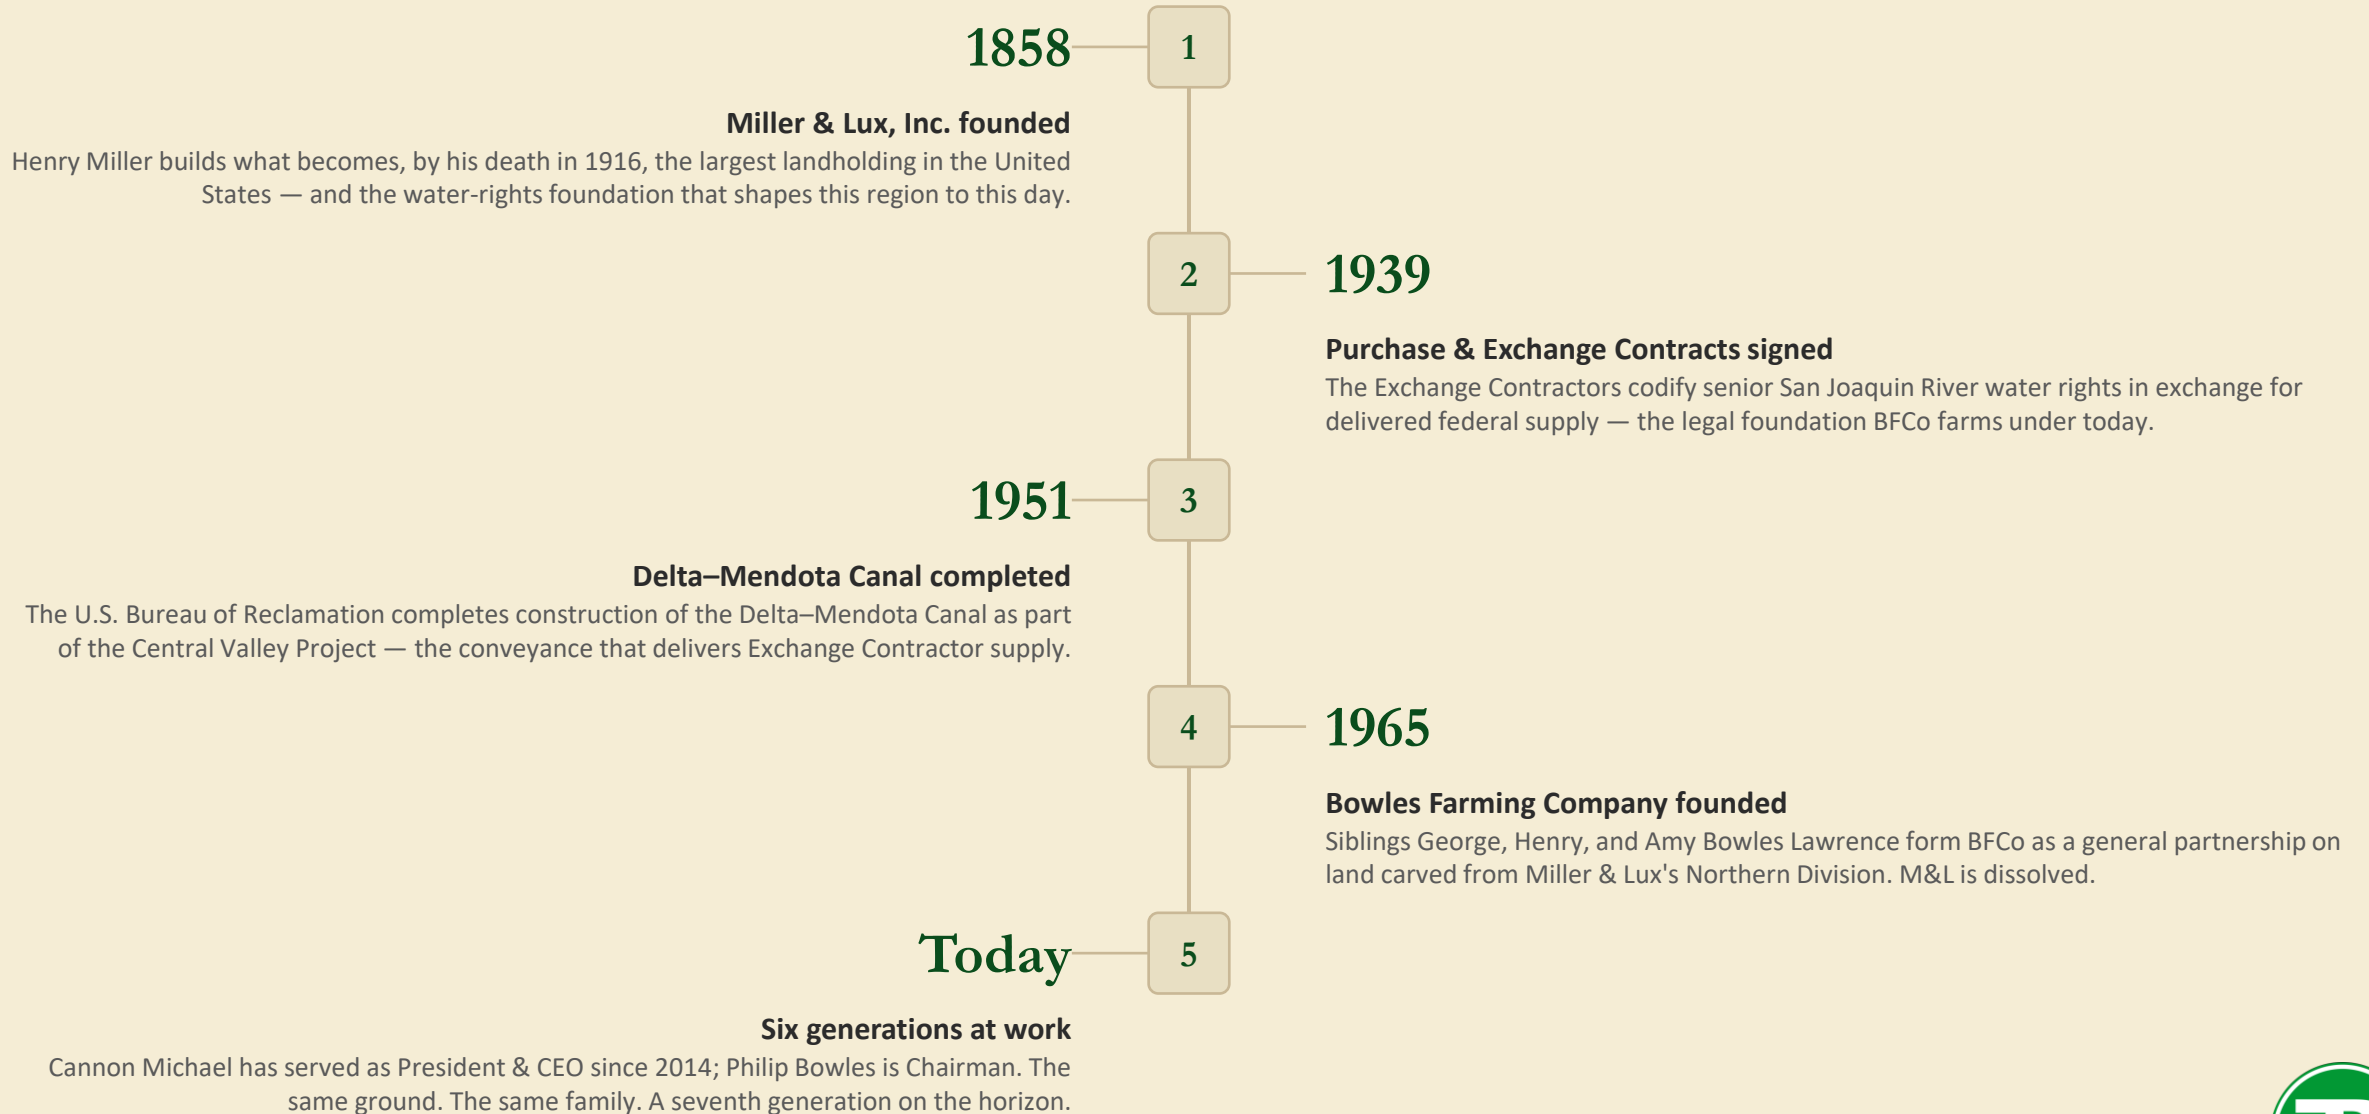 1858
1
Miller & Lux, Inc. founded
Henry Miller builds what becomes, by his death in 1916, the largest landholding in the United
States — and the water-rights foundation that shapes this region to this day.
2
1939
Purchase & Exchange Contracts signed
The Exchange Contractors codify senior San Joaquin River water rights in exchange for
delivered federal supply — the legal foundation BFCo farms under today.
1951
3
Delta–Mendota Canal completed
The U.S. Bureau of Reclamation completes construction of the Delta–Mendota Canal as part
of the Central Valley Project — the conveyance that delivers Exchange Contractor supply.
4
1965
Bowles Farming Company founded
Siblings George, Henry, and Amy Bowles Lawrence form BFCo as a general partnership on
land carved from Miller & Lux's Northern Division. M&L is dissolved.
Today
5
Six generations at work
Cannon Michael has served as President & CEO since 2014; Philip Bowles is Chairman. The
same ground. The same family. A seventh generation on the horizon.